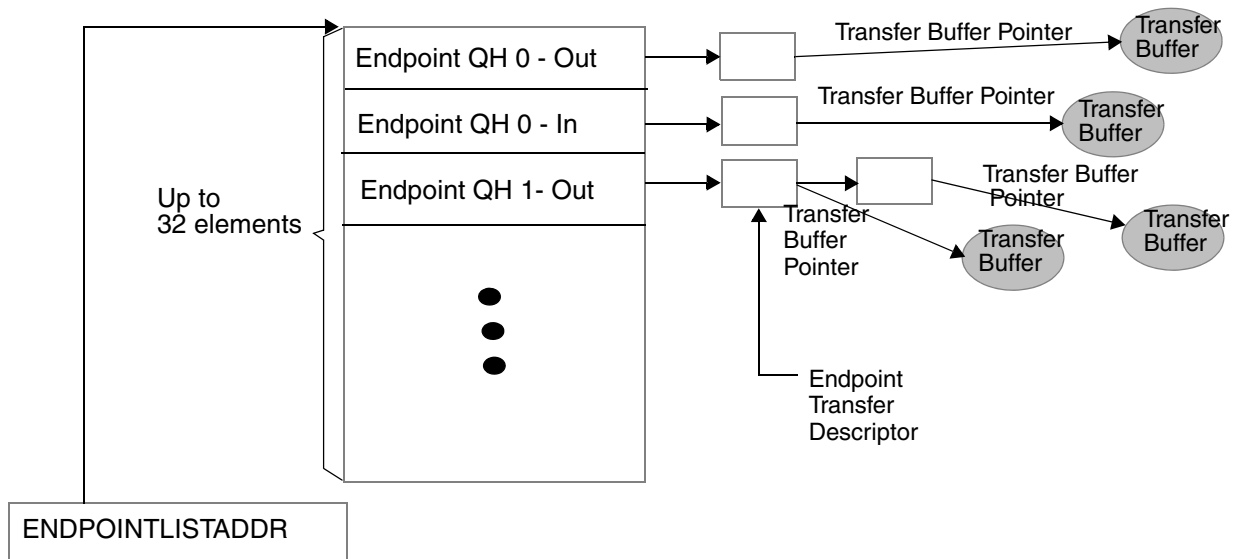 Transfer Buffer Pointer
Transfer
Buffer
Endpoint QH 0 - Out
Transfer Buffer Pointer
Transfer
Buffer
Endpoint QH 0 - In
Endpoint QH 1- Out
Transfer Buffer
Pointer
Up to
32 elements
Transfer
Buffer
Pointer
Transfer
Buffer
Transfer
Buffer
Endpoint
Transfer
Descriptor
ENDPOINTLISTADDR